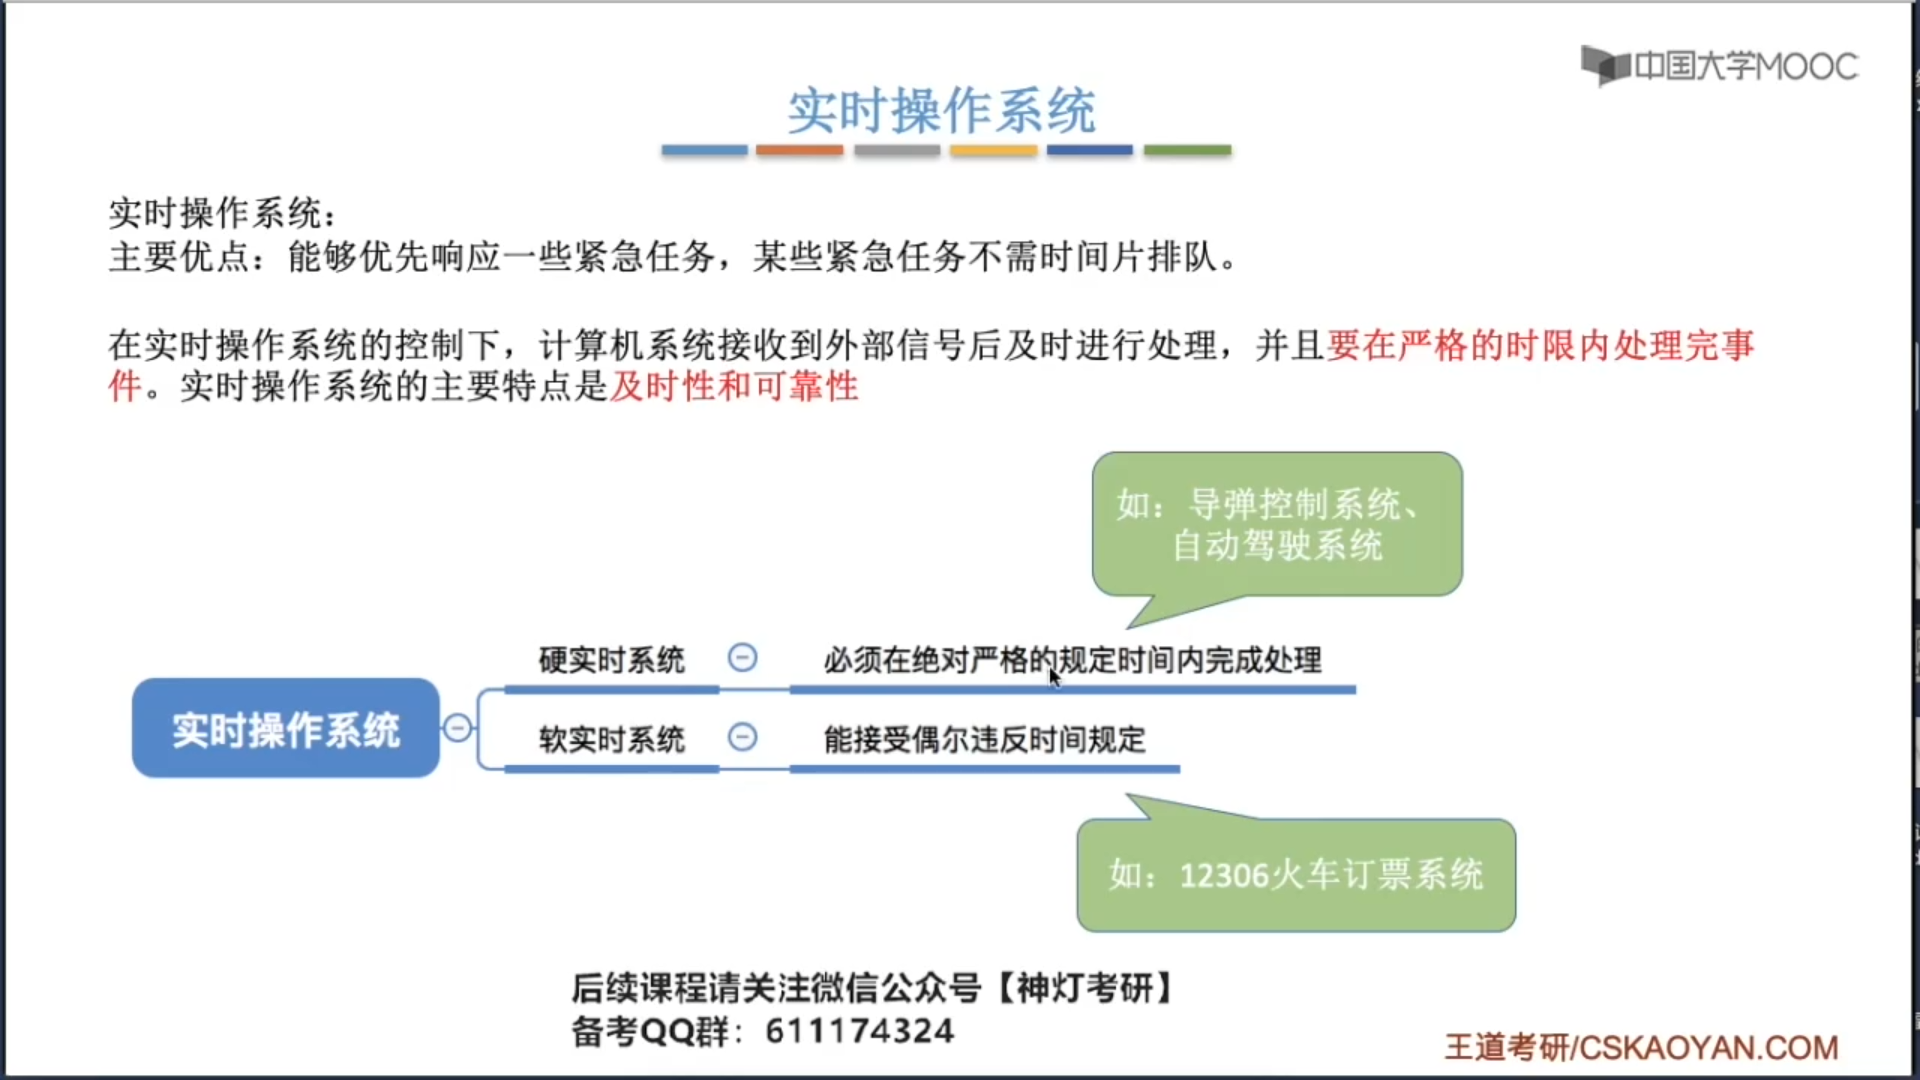 中国大学MOOC
实时操作系统
实时操作系统：
主要优点：能够优先响应一些紧急任务，某些紧急任务不需时间片排队。
在实时操作系统的控制下，计算机系统接收到外部信号后及时进行处理，并且要在严格的时限内处理完事
件。实时操作系统的主要特点是及时性和可靠性
如：导弹控制系统、
自动驾驶系统
硬实时系统
必须在绝对严格的规定时间内完成处理
实时操作系统
软实时系统
能接受偶尔违反时间规定
如：12306火车订票系统
后续课程请关注微信公众号【神灯考研】
备考QQ群：611174324
王道考研/CSKAOYAN.COM